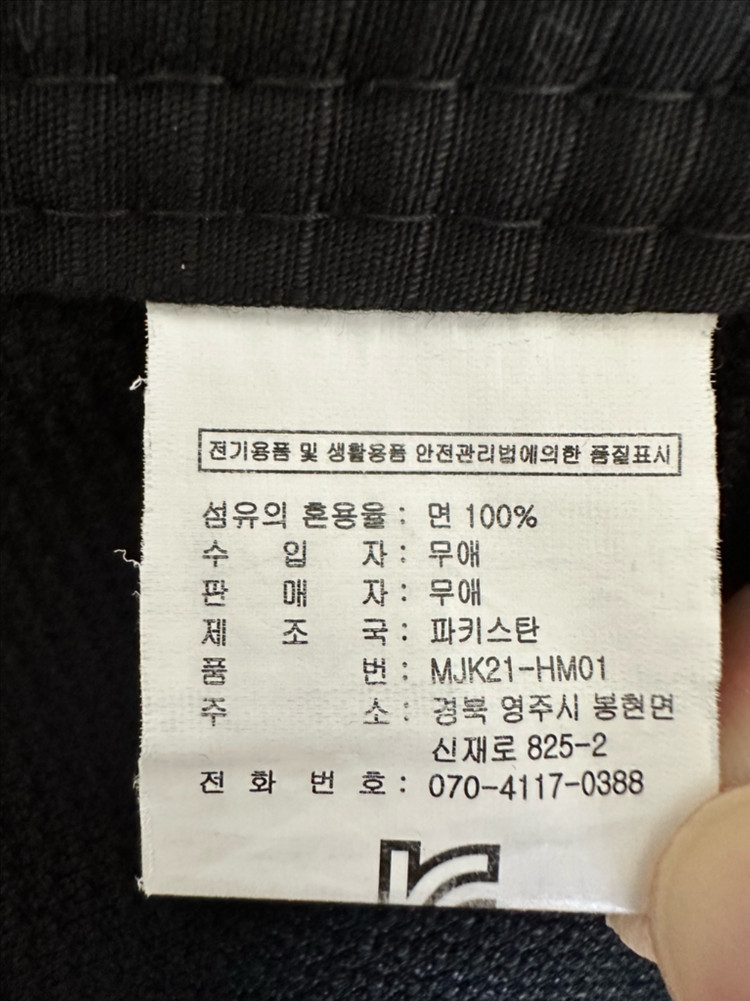 전기용품 및 생활용품 안전관리법에의한 품질표시
섬유의 혼용율 : 면 100%
수 입 자 : 무애
판 매 자 : 무애
제 조 국 : 파키스탄
품 번 : MJK21-HM01
주 소 : 경북 영주시 봉현면
신재로 825-2
전 화 번 호 : 070-4117-0388